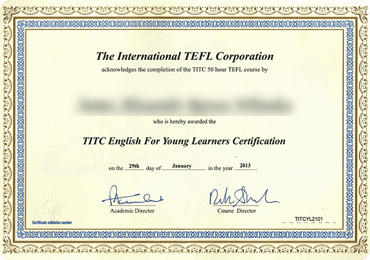 The International TEFL Corporation
acknowledges the completion of the TITC 50 hour TEFL course by
who is hereby awarded the
TITC English For Young Learners Certification
on the 29th day of January in the year 2013
Academic Director
Course Director
Certificate validation number
TITCYL2101